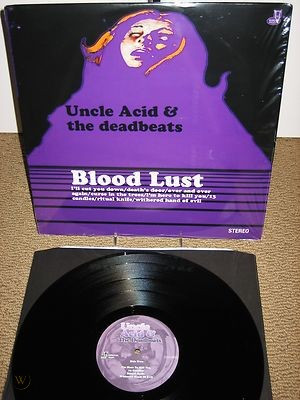 Uncle Acid &
the deadbeats
Blood Lust
i'll cut you down/death's door/over and over
again/curse in the trees/i'm here to kill you/13
candles/ritual knife/withered hand of evil
STEREO
Uncle
Acid &
The Deadbeats